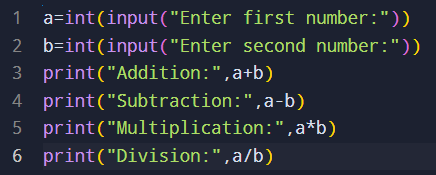 1 a=int(input("Enter first number:"))
2 b=int(input("Enter second number:"))
3 print("Addition:",a+b)
4 print("Subtraction:",a-b)
5 print("Multiplication:",a*b)
6 print("Division:",a/b)